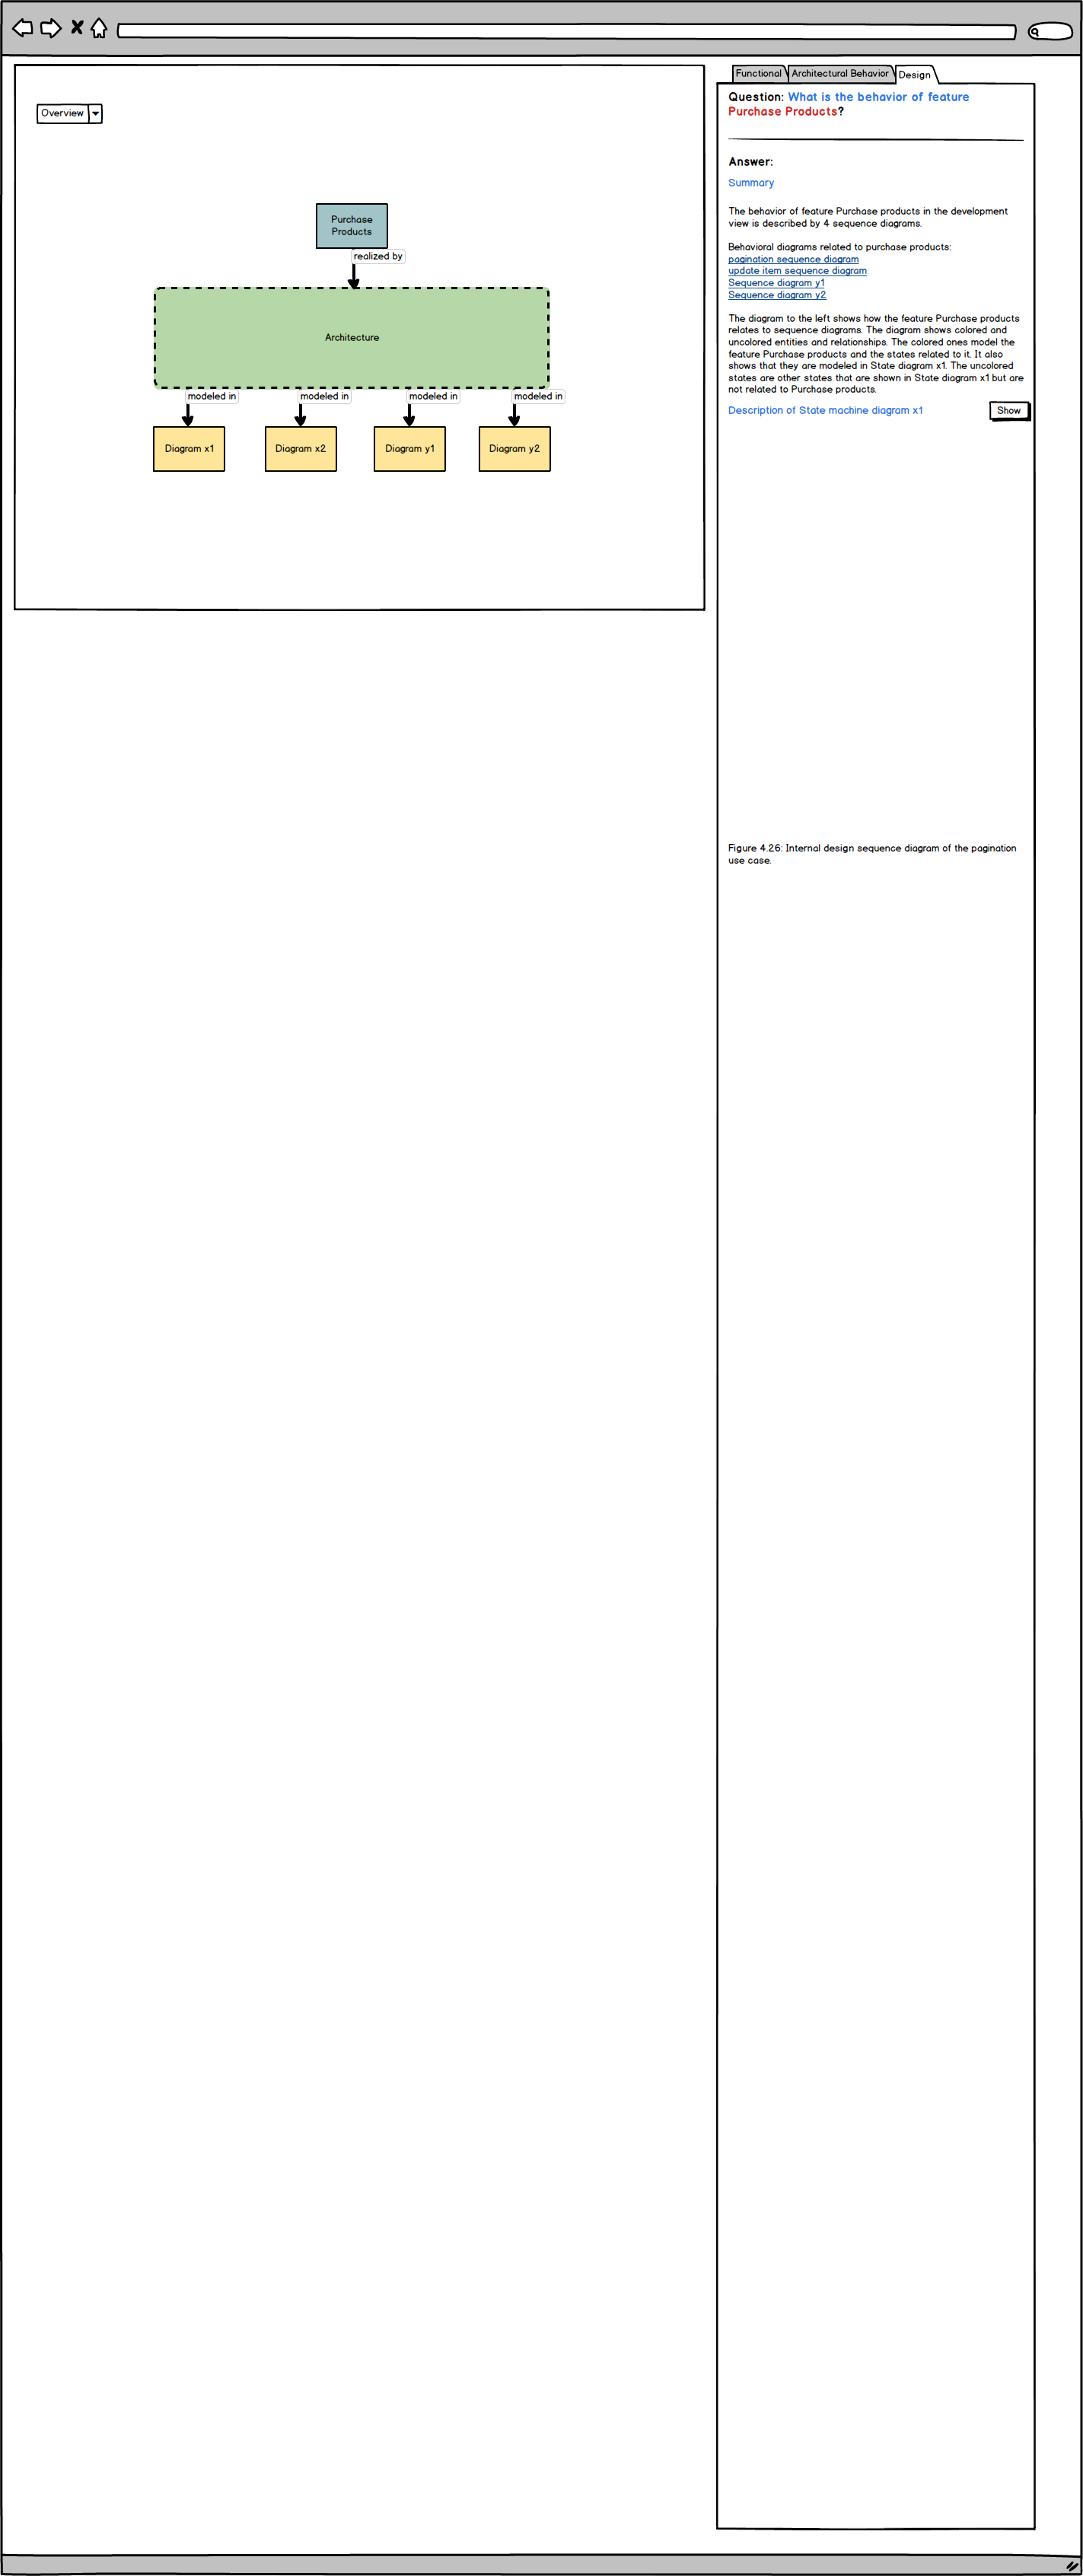 Overview
Purchase
Products
realized by
Architecture
modeled in
modeled in
modeled in
modeled in
Diagram x1
Diagram x2
Diagram y1
Diagram y2
Functional
Architectural Behavior
Design
Question: What is the behavior of feature
Purchase Products?
Answer:
Summary
The behavior of feature Purchase products in the development
view is described by 4 sequence diagrams.
Behavioral diagrams related to purchase products:
pagination sequence diagram
update item sequence diagram
Sequence diagram y1
Sequence diagram y2
The diagram to the left shows how the feature Purchase products
relates to sequence diagrams. The diagram shows colored and
uncolored entities and relationships. The colored ones model the
feature Purchase products and the states related to it. It also
shows that they are modeled in State diagram x1. The uncolored
states are other states that are shown in State diagram x1 but are
not related to Purchase products.
Description of State machine diagram x1
Show
Figure 4.26: Internal design sequence diagram of the pagination
use case.